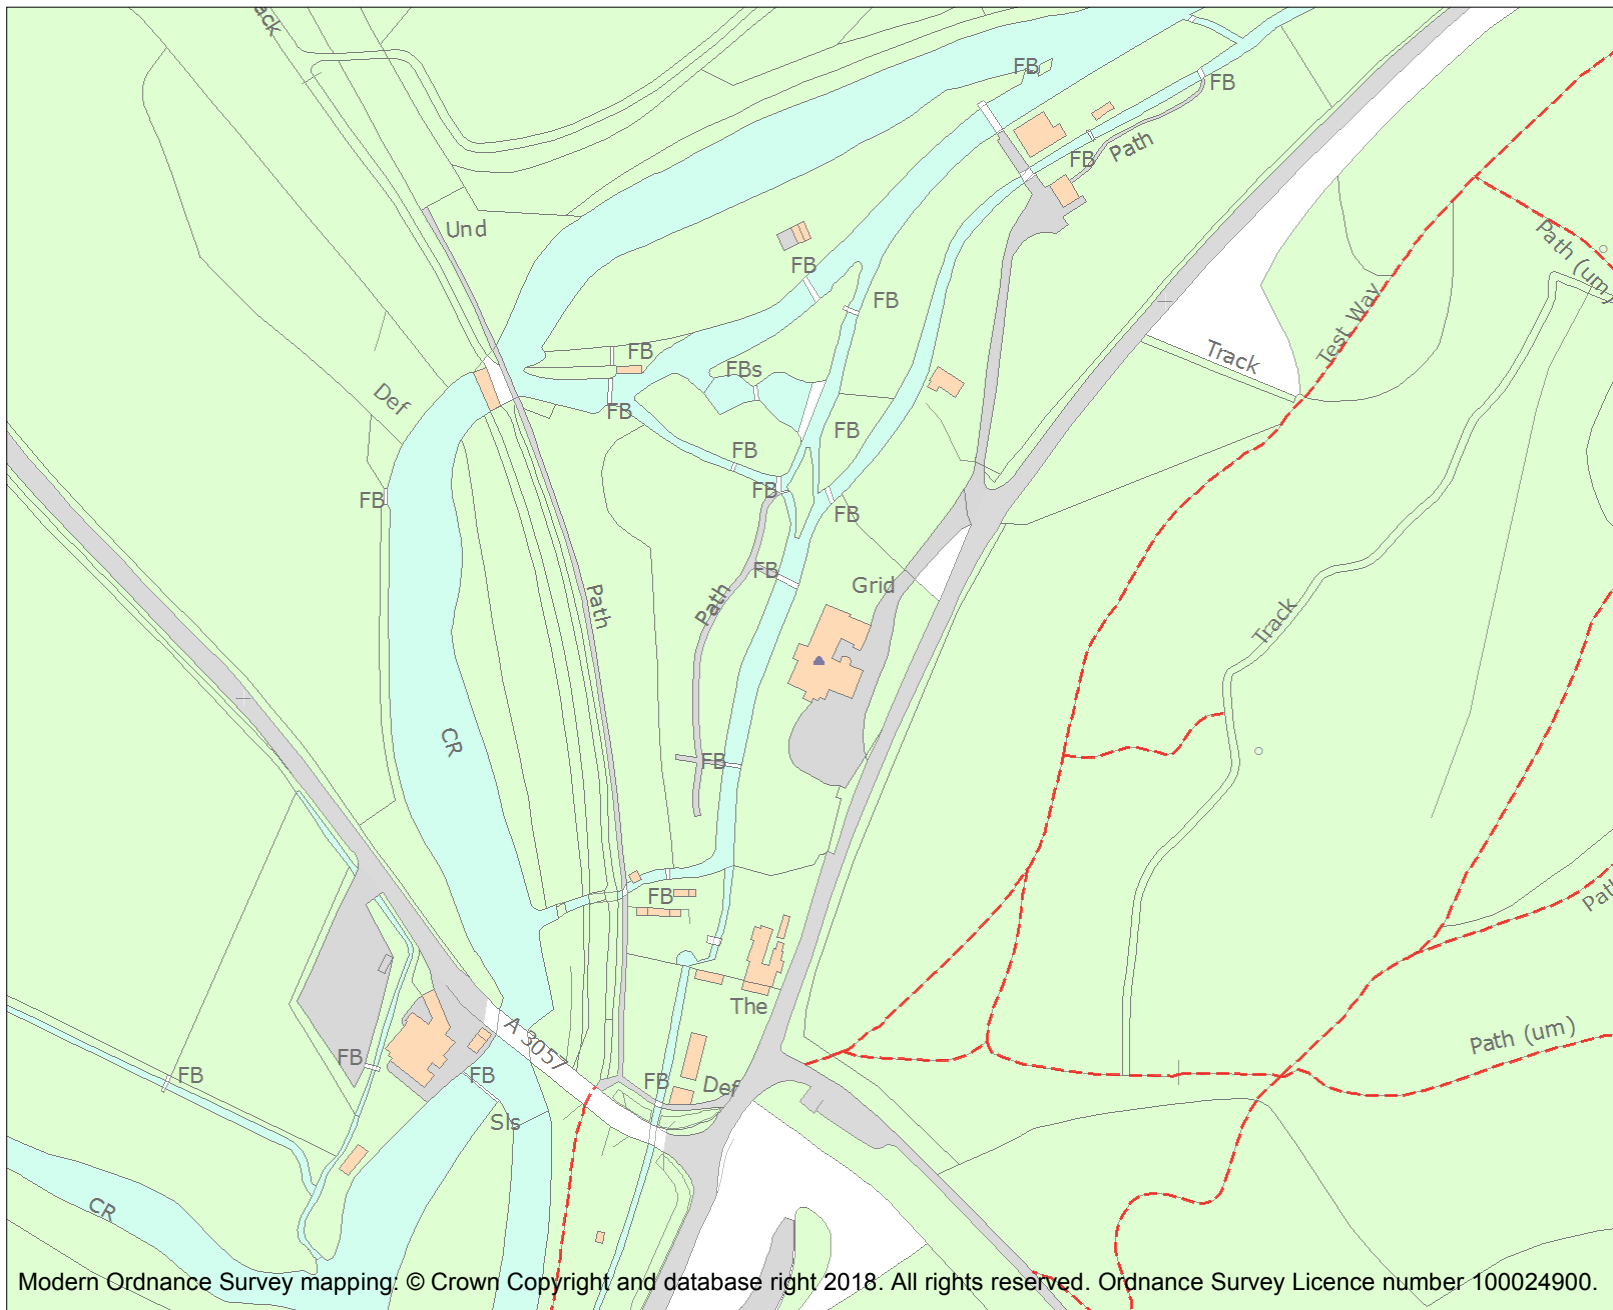 ack
FB
FB
FB
Path
Und
Path (um)
FB
FB
Test Way
FB
Track
FBs
Def
FB
FB
FB
FB
FB
FB
FB
Grid
Path
Path
Track
CR
FB
FB
Path
The
A 3057
Path (um)
FB
FB
FB
FB
Def
Sls
CR
Modern Ordnance Survey mapping: © Crown Copyright and database right 2018. All rights reserved. Ordnance Survey Licence number 100024900.